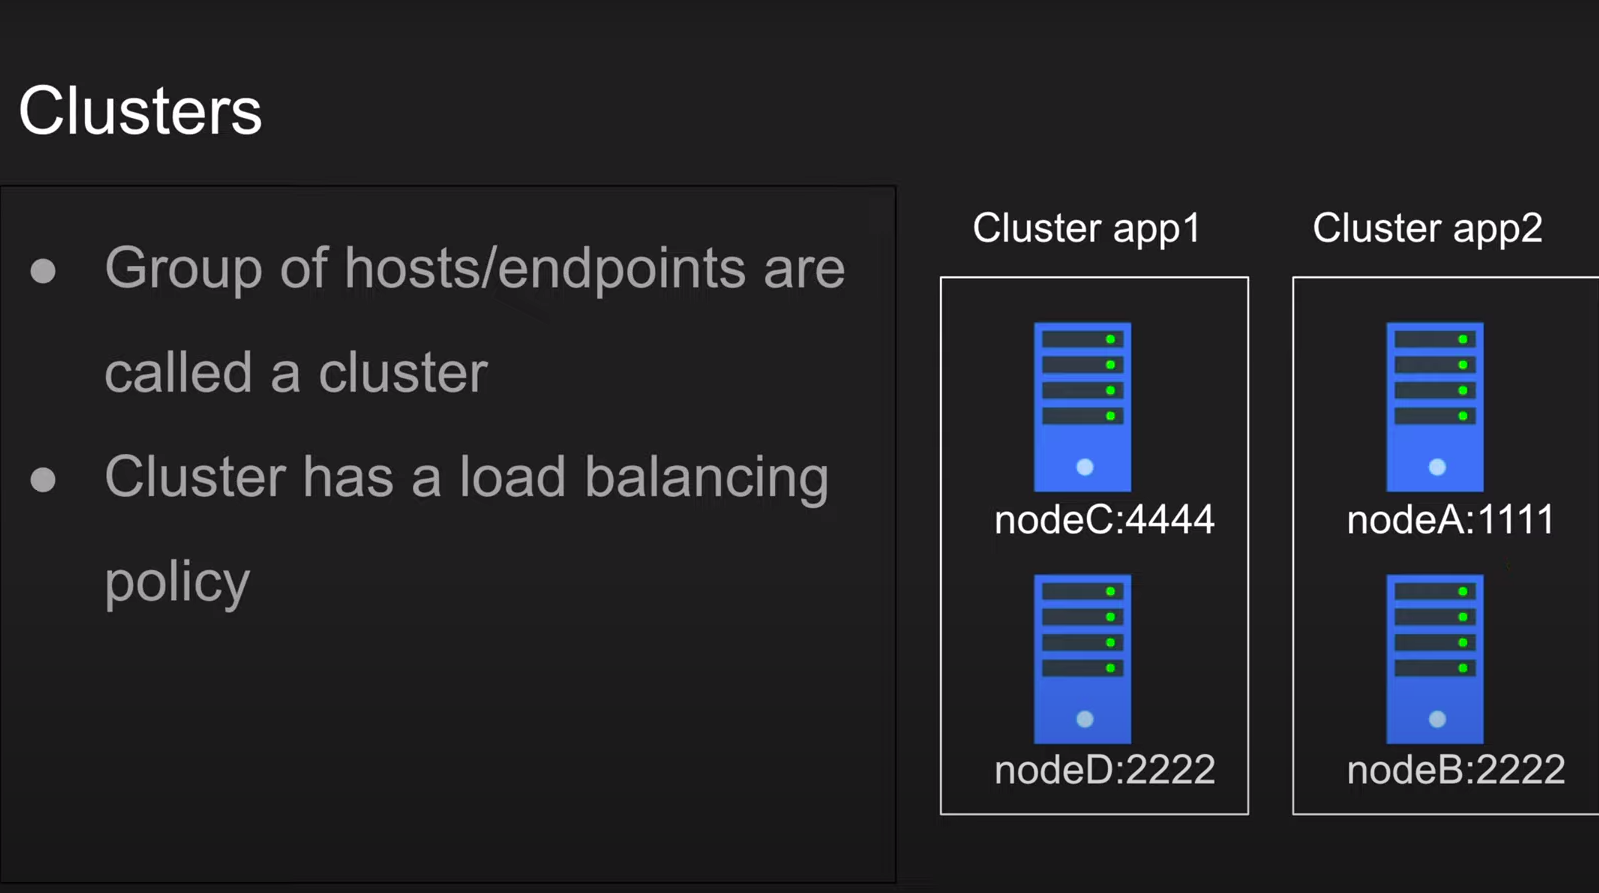 Clusters
● Group of hosts/endpoints are
called a cluster
● Cluster has a load balancing
policy
Cluster app1
nodeC:4444
nodeD:2222
Cluster app2
nodeA:1111
nodeB:2222